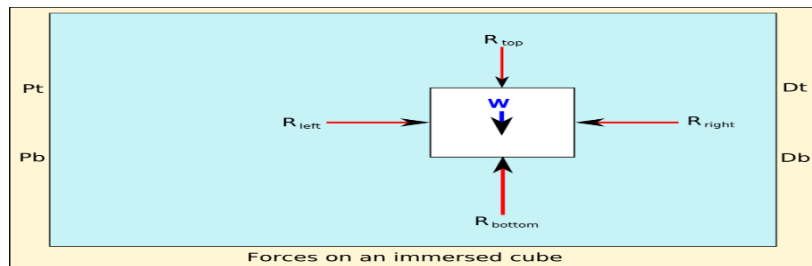 R top
Pt
Dt
W
R left
R right
Pb
Db
R bottom
Forces on an immersed cube